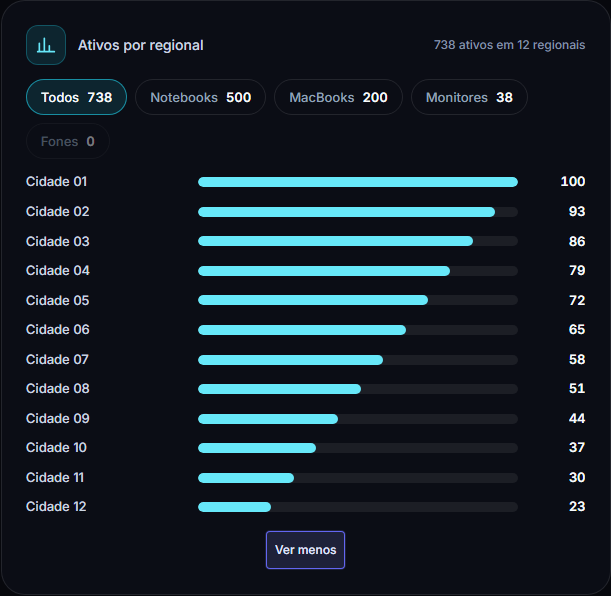 Ativos por regional
738 ativos em 12 regionais
Todos 738 Notebooks 500 MacBooks 200 Monitores 38
Fones 0
Cidade 01 100
Cidade 02 93
Cidade 03 86
Cidade 04 79
Cidade 05 72
Cidade 06 65
Cidade 07 58
Cidade 08 51
Cidade 09 44
Cidade 10 37
Cidade 11 30
Cidade 12 23
Ver menos